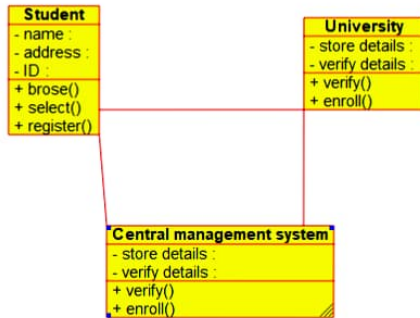 Student
- name :
- address :
- ID :
+ brose()
+ select()
+ register()
University
- store details :
- verify details :
+ verify()
+ enroll()
Central management system
- store details :
- verify details :
+ verify()
+ enroll()